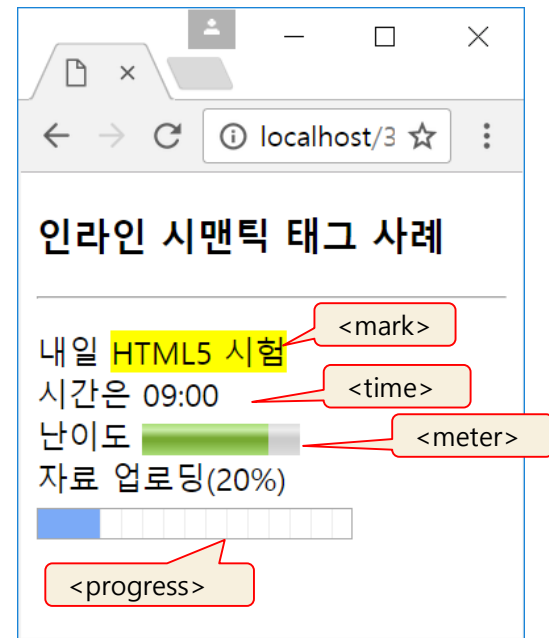 localhost/3
인라인 시맨틱 태그 사례
<mark>
내일 HTML5 시험
시간은 09:00
<time>
난이도
<meter>
자료 업로딩(20%)
<progress>